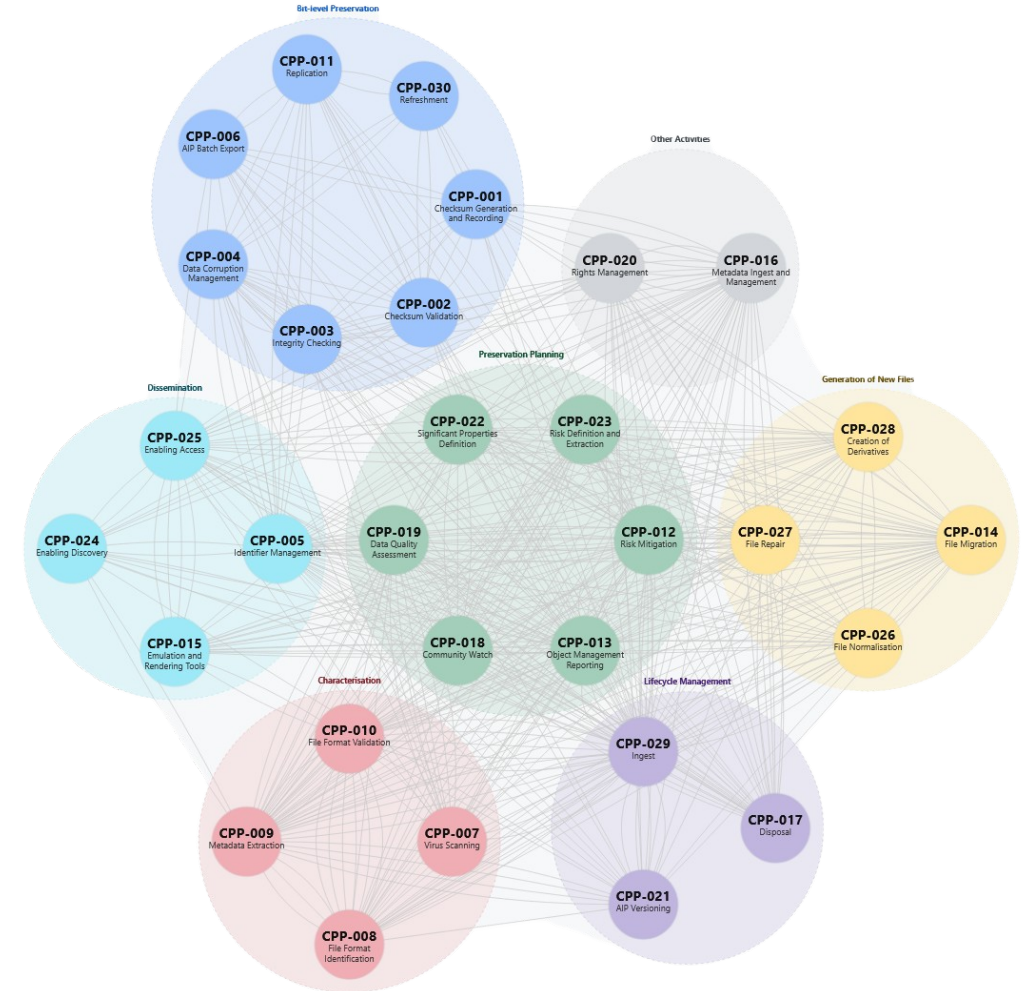 Bit-level Preservation
CPP-011
Replication
CPP-030
Refreshment
CPP-006
AIP Batch Export
CPP-001
Checksum Generation
and Recording
CPP-004
Data Corruption
Management
CPP-002
Checksum Validation
CPP-003
Integrity Checking
Other Activities
CPP-020
Rights Management
CPP-016
Metadata Ingest and
Management
Dissemination
CPP-025
Enabling Access
CPP-024
Enabling Discovery
CPP-005
Identifier Management
CPP-015
Emulation and
Rendering Tools
Preservation Planning
CPP-022
Significant Properties
Definition
CPP-023
Risk Definition and
Extraction
CPP-019
Data Quality
Assessment
CPP-012
Risk Mitigation
CPP-018
Community Watch
CPP-013
Object Management
Reporting
Generation of New Files
CPP-028
Creation of
Derivatives
CPP-027
File Repair
CPP-014
File Migration
CPP-026
File Normalisation
Characterisation
CPP-010
File Format Validation
CPP-009
Metadata Extraction
CPP-007
Virus Scanning
CPP-008
File Format
Identification
Lifecycle Management
CPP-029
Ingest
CPP-017
Disposal
CPP-021
AIP Versioning